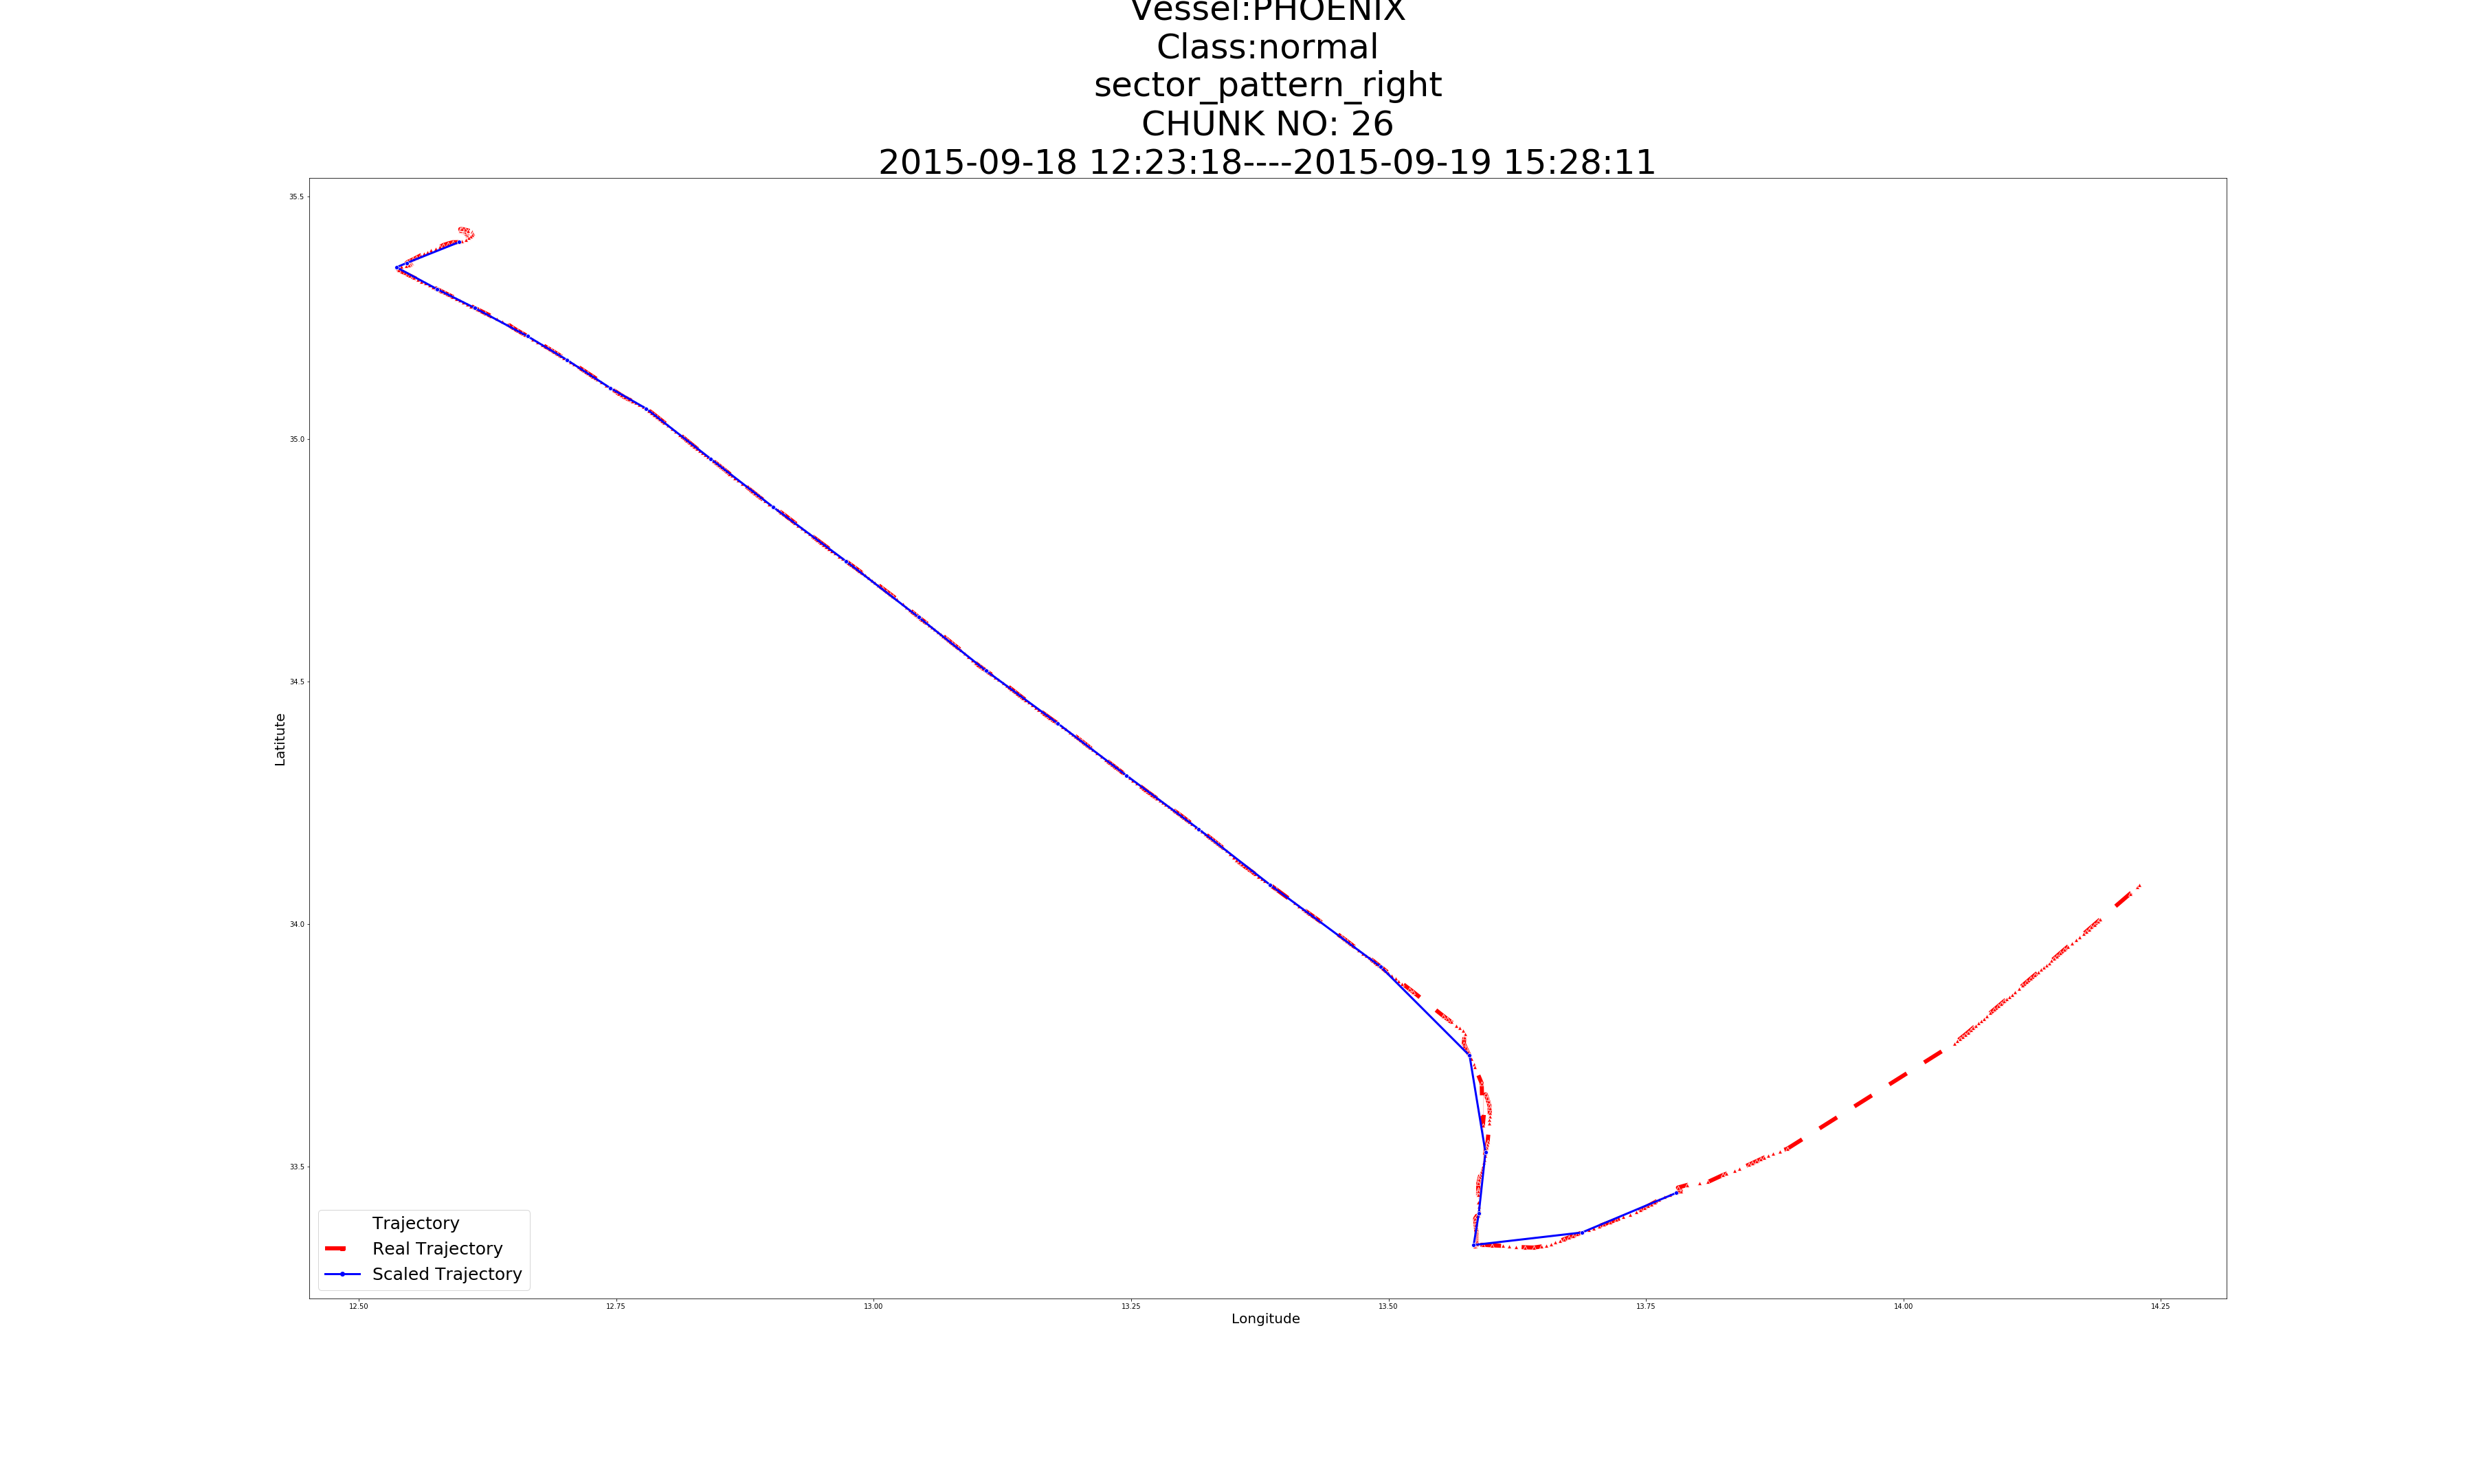 Vessel:PHOENIX
Class:normal
sector_pattern_right
CHUNK NO: 26
2015-09-18 12:23:18----2015-09-19 15:28:11
35.5
35.0
34.5
34.0
33.5
Latitute
Trajectory
Real Trajectory
Scaled Trajectory
12.50
12.75
13.00
13.25
13.50
13.75
14.00
14.25
Longitude